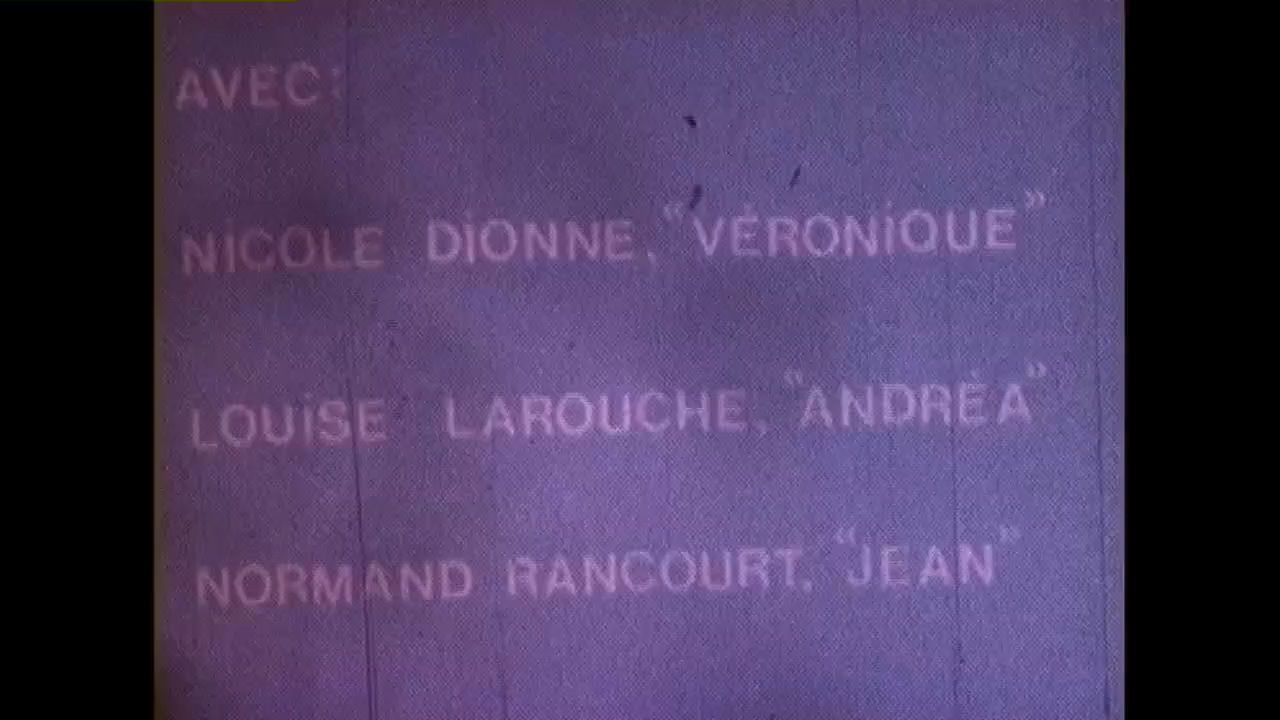 AVEC:
NiCOLE DiONNE, "VÉRONiQUE"
LOUiSE LAROUCHE, "ANDRÉA"
NORMAND RANCOURT, "JEAN"